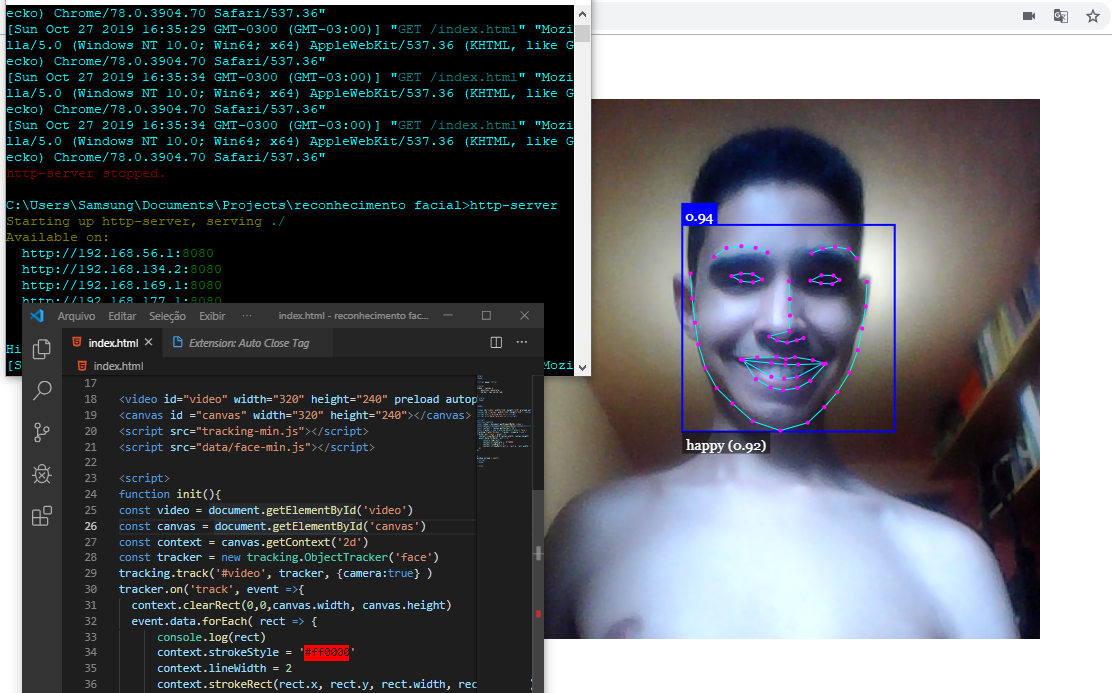 ecko) Chrome/78.0.3904.70 Safari/537.36"
[Sun Oct 27 2019 16:35:29 GMT-0300 (GMT-03:00)] "GET /index.html" "Mozi
lla/5.0 (Windows NT 10.0; Win64; x64) AppleWebKit/537.36 (KHTML, like G
ecko) Chrome/78.0.3904.70 Safari/537.36"
[Sun Oct 27 2019 16:35:34 GMT-0300 (GMT-03:00)] "GET /index.html" "Mozi
lla/5.0 (Windows NT 10.0; Win64; x64) AppleWebKit/537.36 (KHTML, like G
ecko) Chrome/78.0.3904.70 Safari/537.36"
[Sun Oct 27 2019 16:35:34 GMT-0300 (GMT-03:00)] "GET /index.html" "Mozi
lla/5.0 (Windows NT 10.0; Win64; x64) AppleWebKit/537.36 (KHTML, like G
ecko) Chrome/78.0.3904.70 Safari/537.36"
http-server stopped.
C:\Users\Samsung\Documents\Projects\reconhecimento facial>http-server
Starting up http-server, serving ./
Available on:
http://192.168.56.1:8080
http://192.168.134.2:8080
http://192.168.169.1:8080
http://192.168.177.1:8080
Hi
[S
Mozi
Arquivo Editar Seleção Exibir ··· index.html - reconhecimento fac...
index.html Extension: Auto Close Tag
index.html
17
18 <video id="video" width="320" height="240" preload autop
19 <canvas id ="canvas" width="320" height="240"></canvas>
20 <script src="tracking-min.js"></script>
21 <script src="data/face-min.js"></script>
22
23 <script>
24 function init(){
25 const video = document.getElementById('video')
26 const canvas = document.getElementById('canvas')
27 const context = canvas.getContext('2d')
28 const tracker = new tracking.ObjectTracker('face')
29 tracking.track('#video', tracker, {camera:true} )
30 tracker.on('track', event =>{
31 context.clearRect(0,0,canvas.width, canvas.height)
32 event.data.forEach( rect => {
33 console.log(rect)
34 context.strokeStyle = '#ff0000'
35 context.lineWidth = 2
36 context.strokeRect(rect.x, rect.y, rect.width, rec
0.94
happy (0.92)